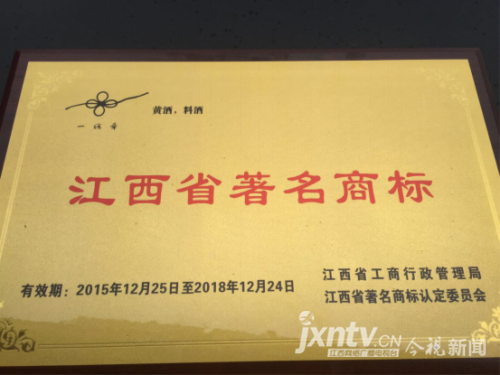 黄酒、料酒
江西省著名商标
有效期：2015年12月25日至2018年12月24日
江西省工商行政管理局
江西省著名商标认定委员会
jxntv.CN 今视新闻